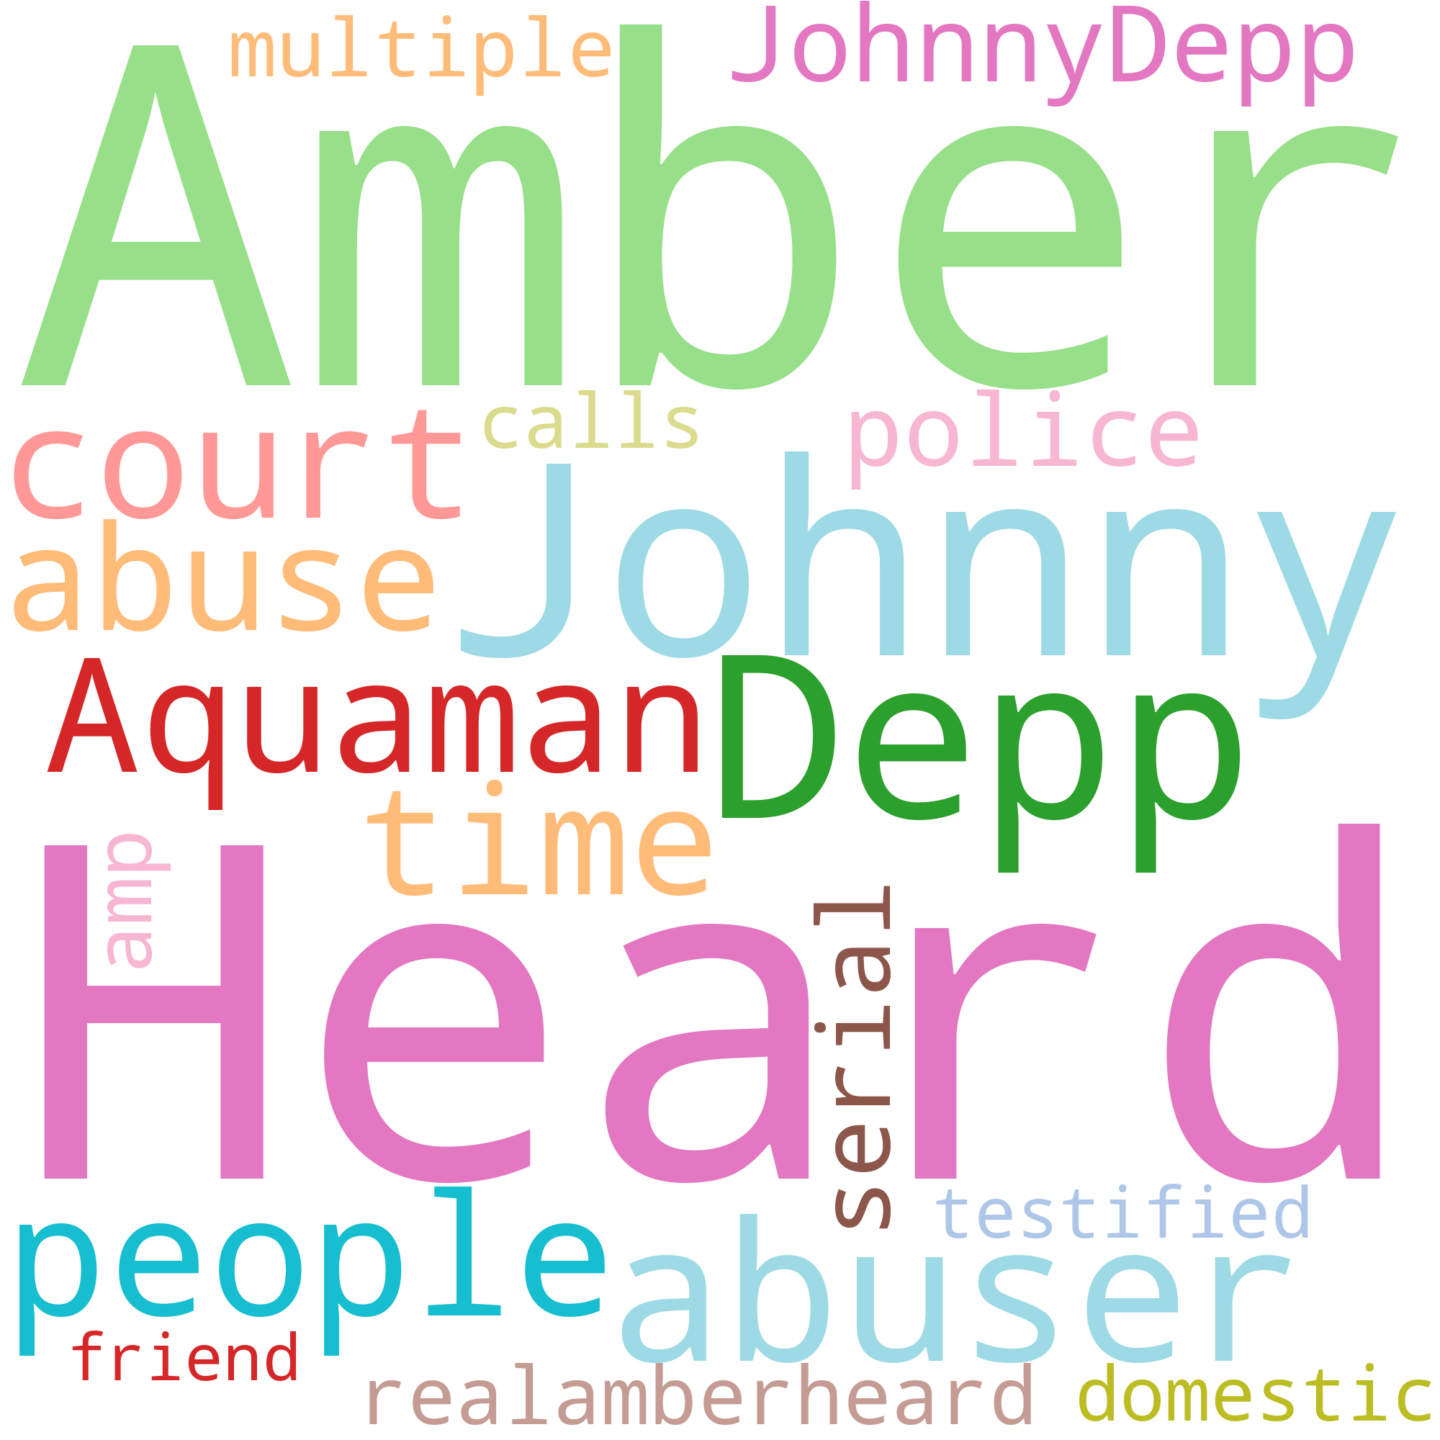 multiple JohnnyDepp
Amber
court calls police
abuse Johnny
Aquaman Depp
time
amp
Heard
serial
people testified
abuser
friend
realamberheard domestic